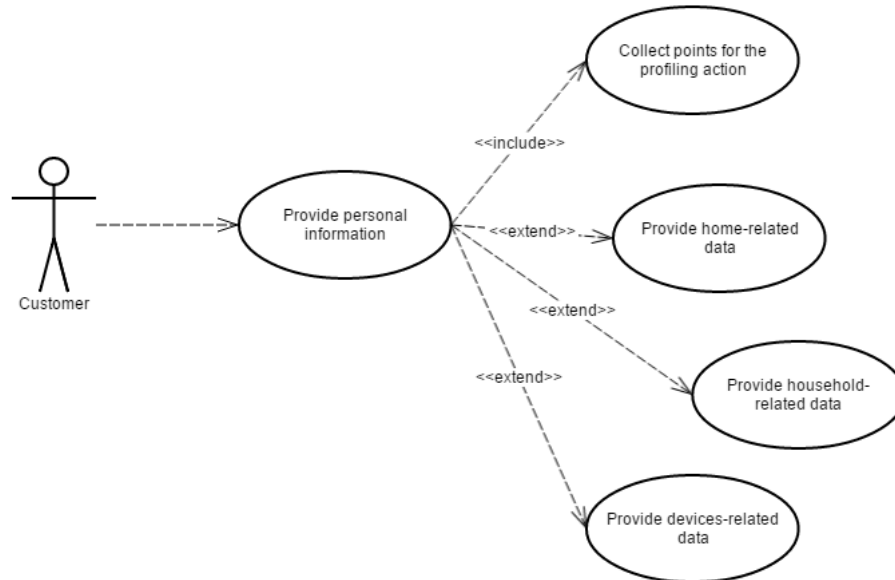 Collect points for the
profiling action
<<include>>
Provide personal
information
<<extend>>
Provide home-related
data
Customer
<<extend>>
<<extend>>
Provide household-
related data
Provide devices-related
data